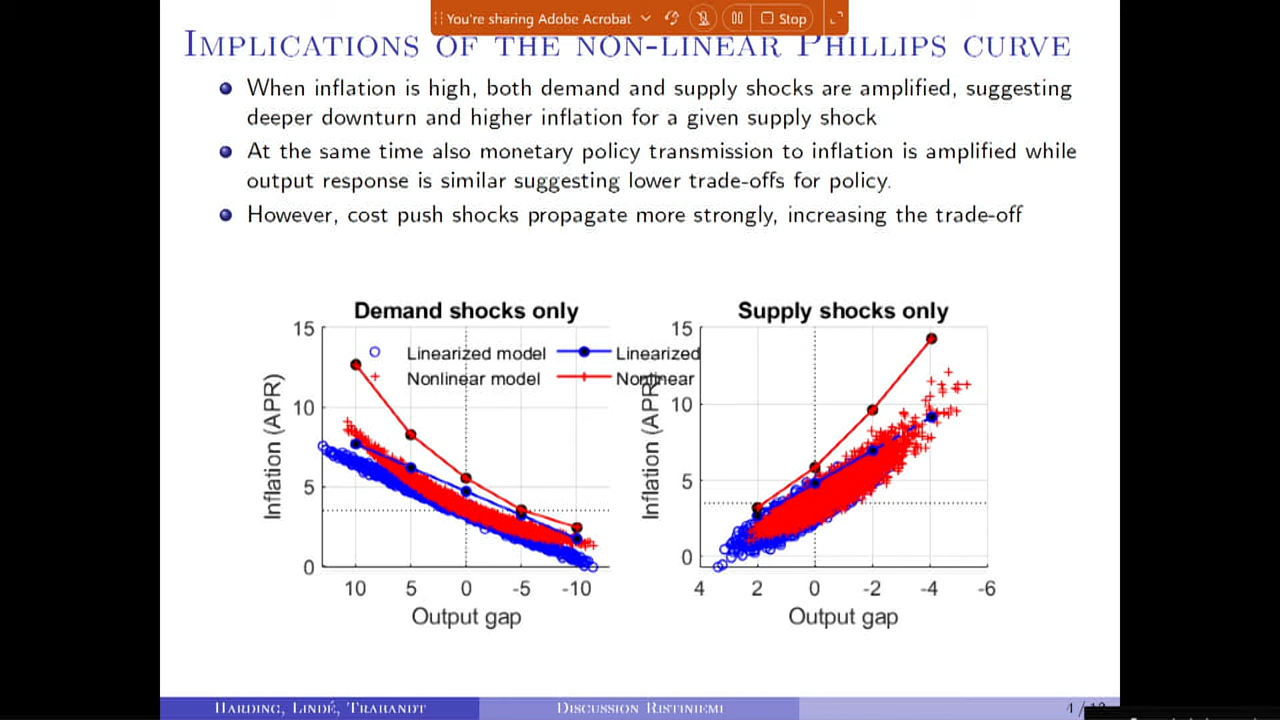 You're sharing Adobe Acrobat
Stop
IMPLICATIONS OF THE NON-LINEAR PHILLIPS CURVE
When inflation is high, both demand and supply shocks are amplified, suggesting
deeper downturn and higher inflation for a given supply shock
At the same time also monetary policy transmission to inflation is amplified while
output response is similar suggesting lower trade-offs for policy.
However, cost push shocks propagate more strongly, increasing the trade-off
Demand shocks only
15
10
5
0
Inflation (APR)
Linearized model
Nonlinear model
Linearized
Nonlinear
10 5 0 -5 -10
Output gap
Supply shocks only
15
10
5
0
Inflation (APR)
4 2 0 -2 -4 -6
Output gap
HARDING, LINDÉ, TRABANDT
DISCUSSION RISTINIEMI
4 /